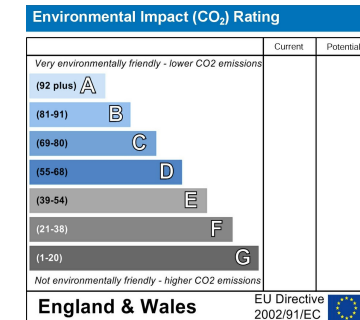 Environmental Impact (CO₂) Rating
Current Potential
Very environmentally friendly - lower CO2 emissions
(92 plus) A
(81-91) B
(69-80) C
(55-68) D
(39-54) E
(21-38) F
(1-20) G
Not environmentally friendly - higher CO2 emissions
England & Wales
EU Directive
2002/91/EC